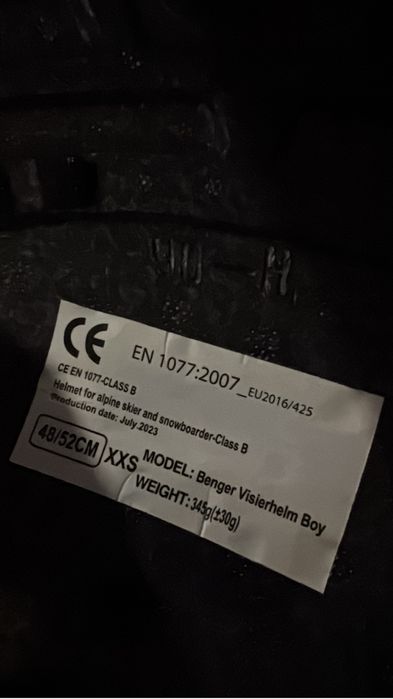 CE EN 1077:2007_EU2016/425
CE EN 1077-CLASS B
Helmet for alpine skier and snowboarder-Class B
Production date: July.2023
48/52CM XXS MODEL: Benger Visierhelm Boy
WEIGHT: 345g(±30g)